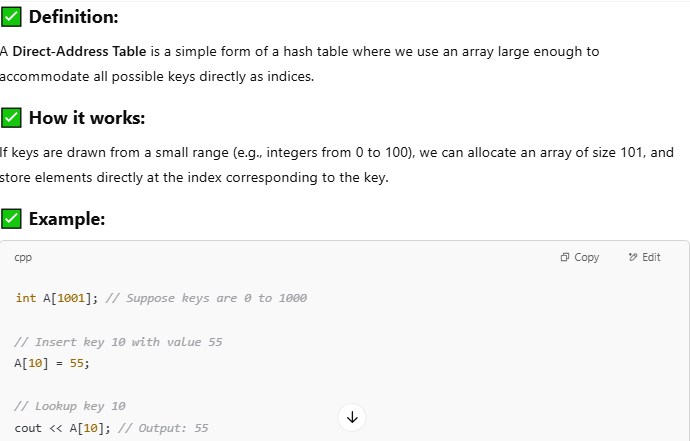 ✅ Definition:
A Direct-Address Table is a simple form of a hash table where we use an array large enough to
accommodate all possible keys directly as indices.
✅ How it works:
If keys are drawn from a small range (e.g., integers from 0 to 100), we can allocate an array of size 101, and
store elements directly at the index corresponding to the key.
✅ Example:
cpp Copy Edit
int A[1001]; // Suppose keys are 0 to 1000
// Insert key 10 with value 55
A[10] = 55;
// Lookup key 10
cout << A[10]; // Output: 55